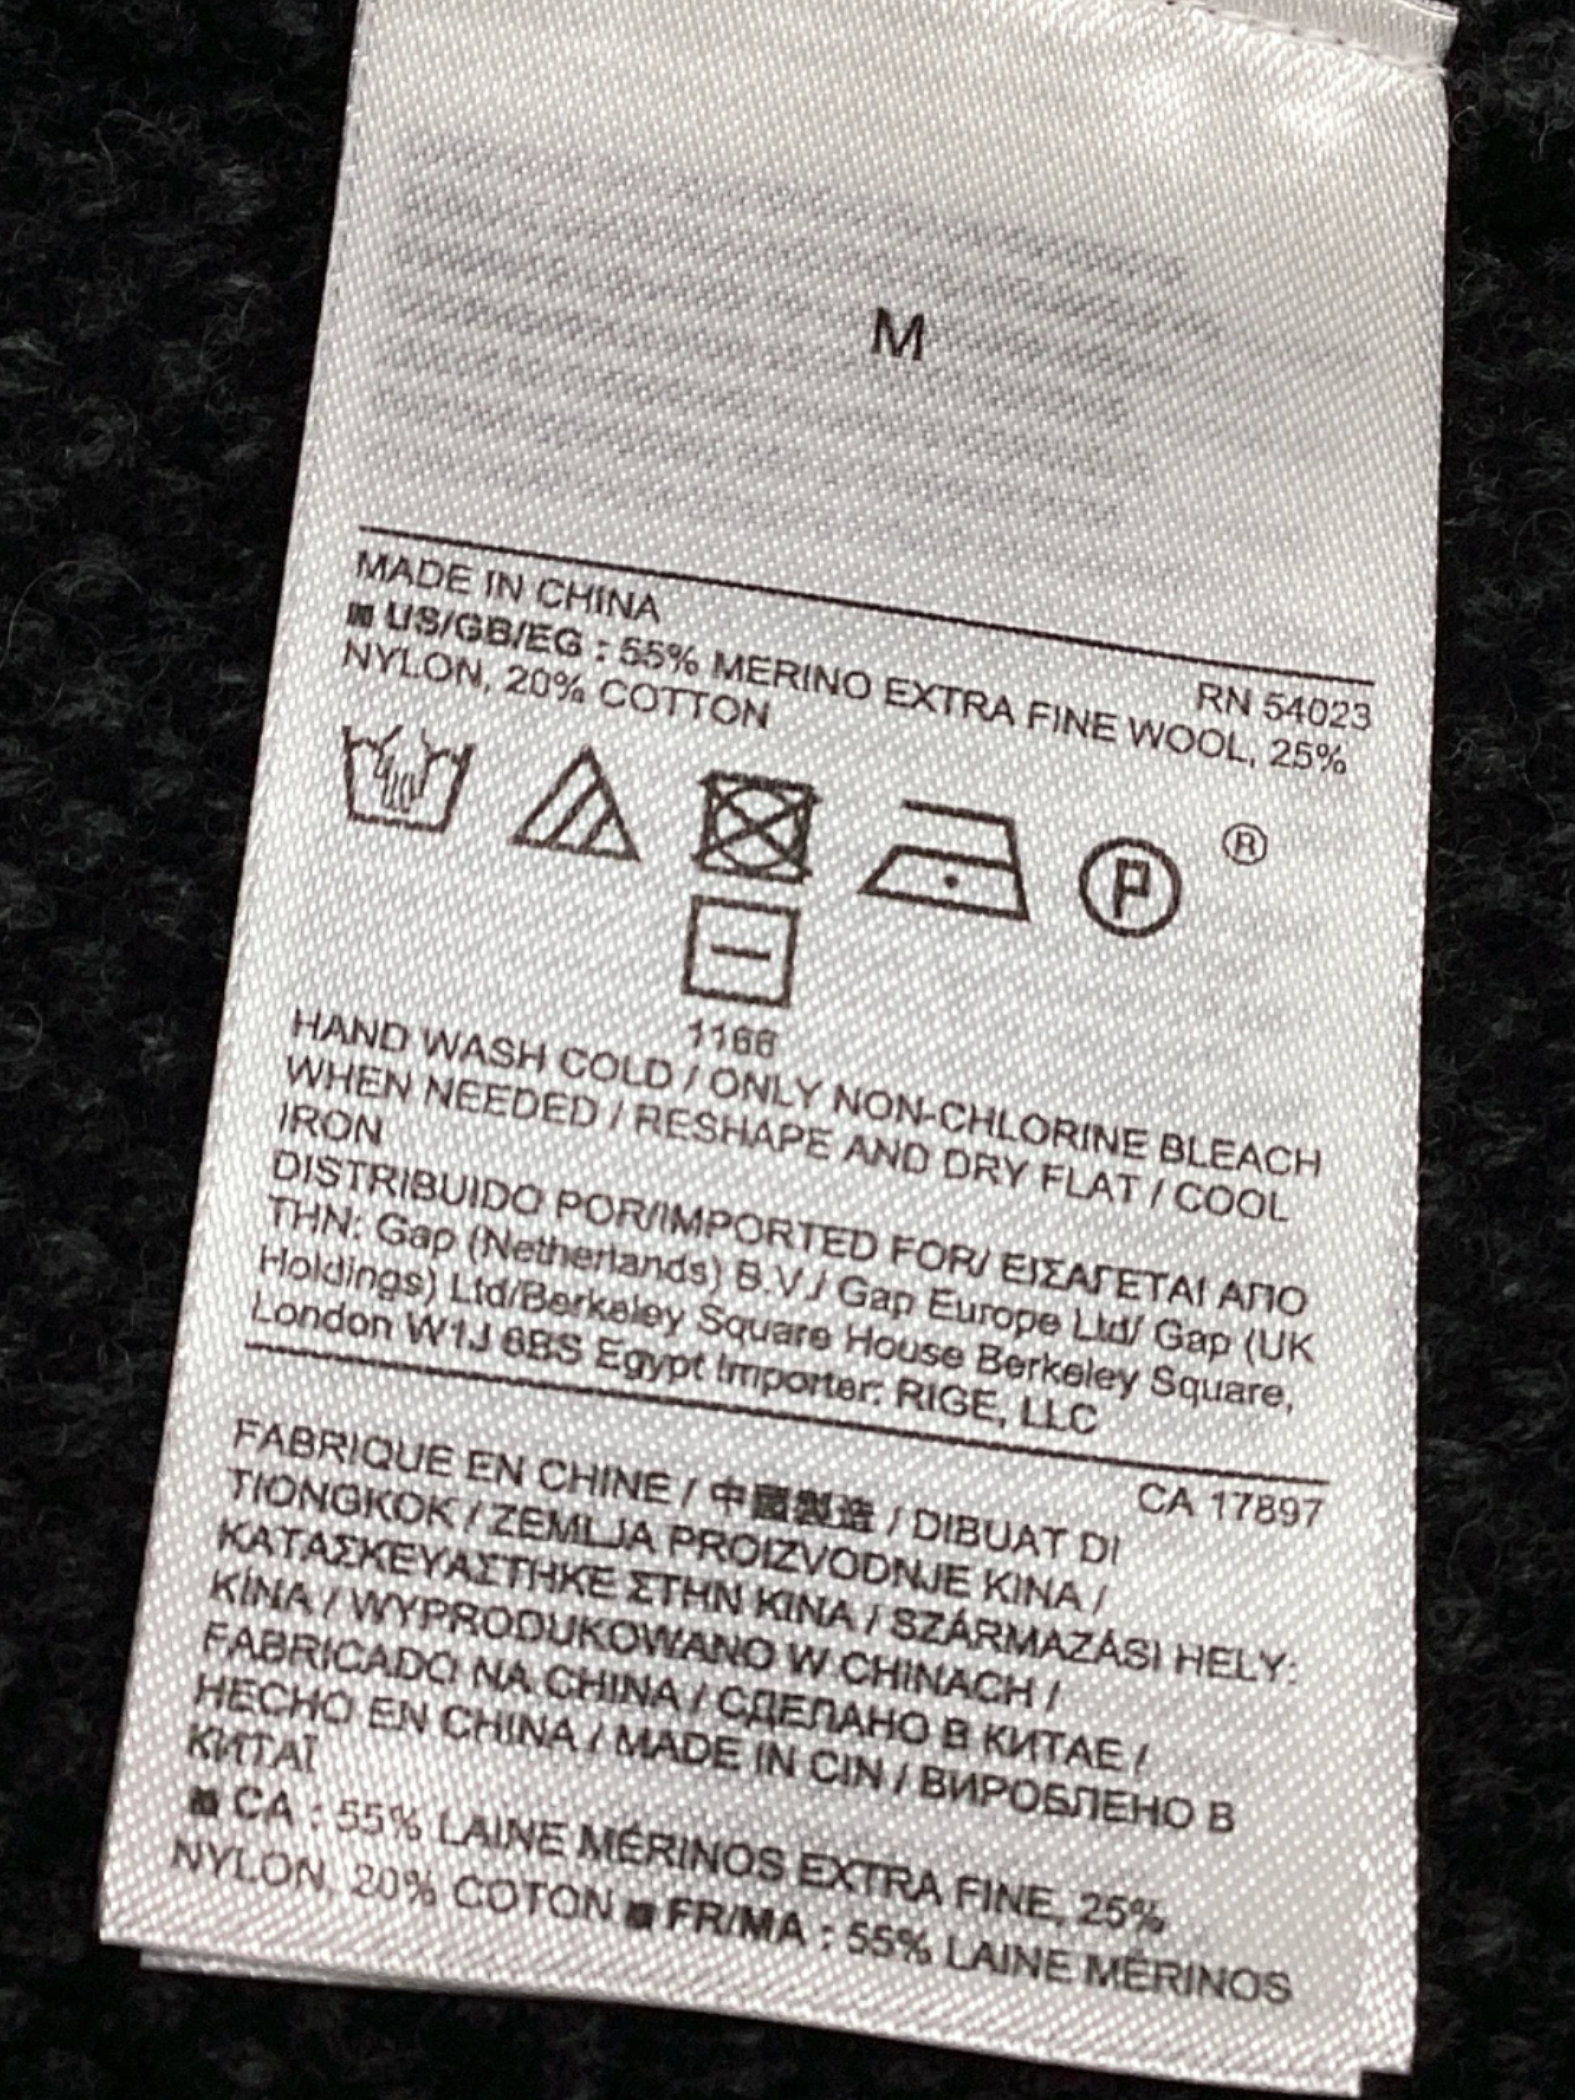 M
MADE IN CHINA
RN 54023
■ US/GB/EG : 55% MERINO EXTRA FINE WOOL, 25%
NYLON, 20% COTTON
P
®
1166
HAND WASH COLD / ONLY NON-CHLORINE BLEACH
WHEN NEEDED / RESHAPE AND DRY FLAT / COOL
IRON
DISTRIBUIDO POR/IMPORTED FOR/ ΕΙΣΑΓΕΤΑΙ ΑΠΟ
ΤΗΝ: Gap (Netherlands) B.V./ Gap Europe Ltd/ Gap (UK
Holdings) Ltd/Berkeley Square House Berkeley Square,
London W1J 6BS Egypt Importer: RIGE, LLC
CA 17897
FABRIQUE EN CHINE / 中國製造 / DIBUAT DI
TIONGKOK / ZEMLJA PROIZVODNJE KINA /
ΚΑΤΑΣΚΕΥΑΣΤΗΚΕ ΣΤΗΝ ΚΙΝΑ / SZÁRMAZÁSI HELY:
KÍNA / WYPRODUKOWANO W CHINACH /
FABRICADO NA CHINA / СДЕЛАНО В КИТАЕ /
HECHO EN CHINA / MADE IN CIN / ВИРОБЛЕНО В
КИТАЇ
■ CA : 55% LAINE MÉRINOS EXTRA FINE, 25%
NYLON, 20% COTON ■ FR/MA : 55% LAINE MÉRINOS